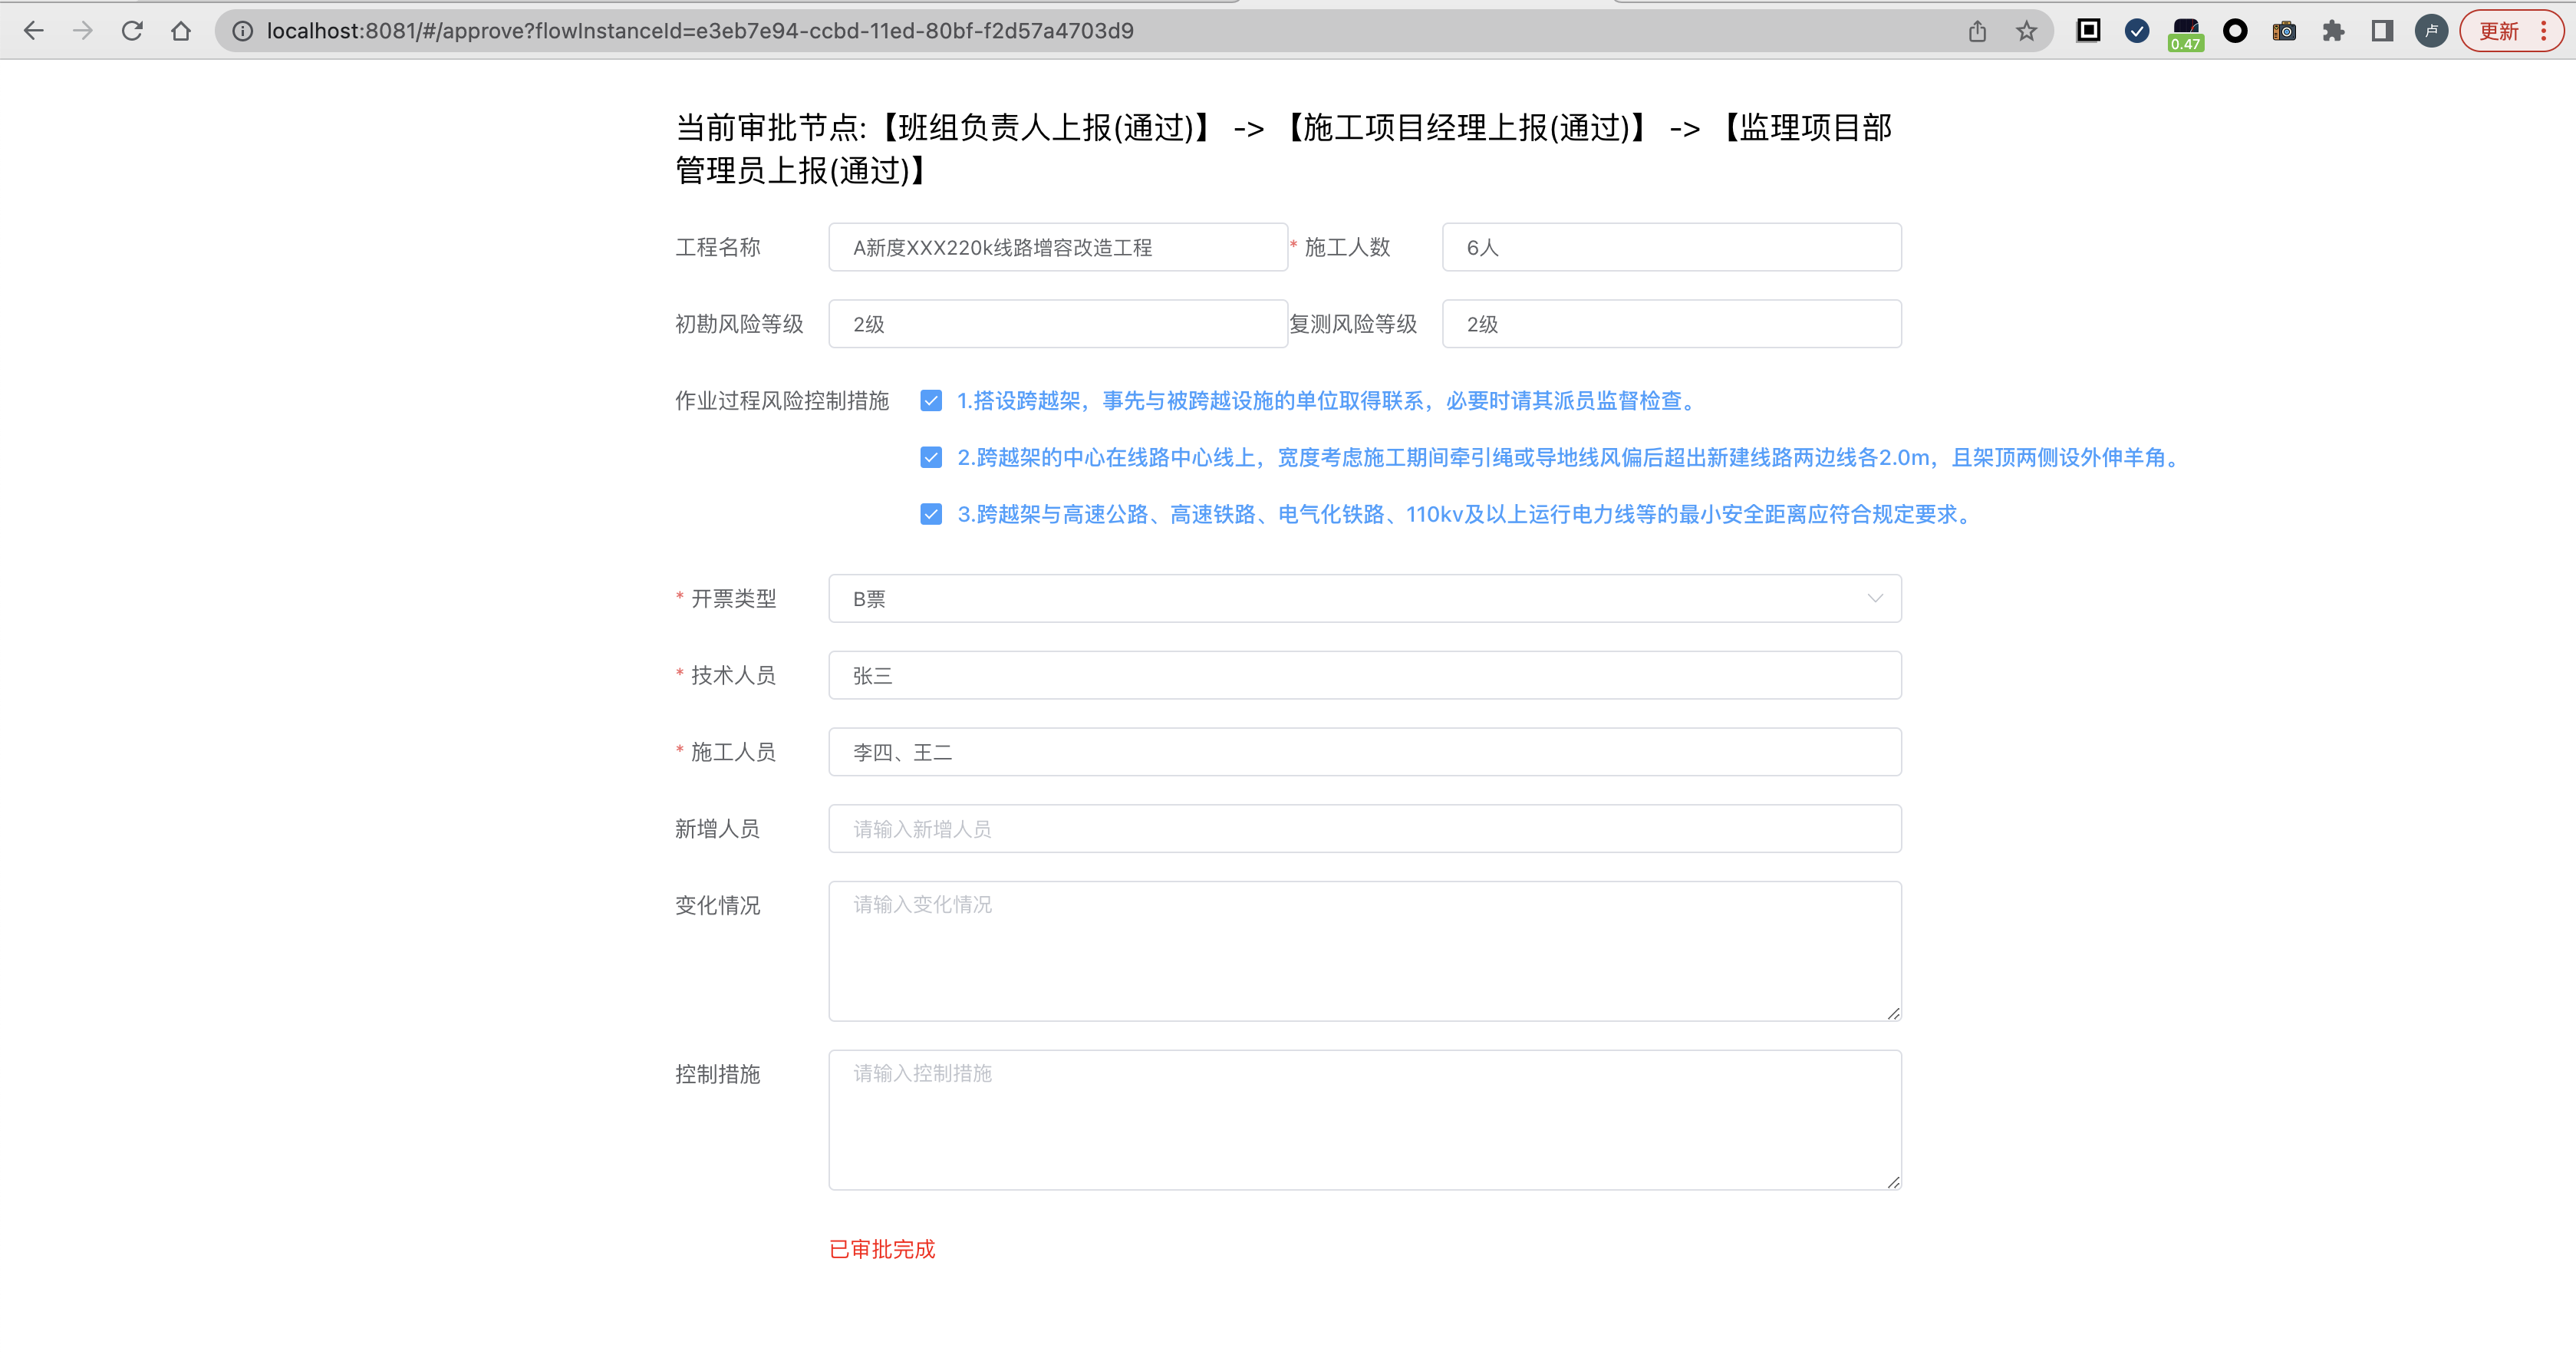 localhost:8081/#/approve?flowInstanceId=e3eb7e94-ccbd-11ed-80bf-f2d57a4703d9
0.47
卢
更新
当前审批节点:【班组负责人上报(通过)】 -> 【施工项目经理上报(通过)】 -> 【监理项目部
管理员上报(通过)】
工程名称 A新度XXX220k线路增容改造工程 * 施工人数 6人
初勘风险等级 2级 复测风险等级 2级
作业过程风险控制措施 1.搭设跨越架，事先与被跨越设施的单位取得联系，必要时请其派员监督检查。
2.跨越架的中心在线路中心线上，宽度考虑施工期间牵引绳或导地线风偏后超出新建线路两边线各2.0m，且架顶两侧设外伸羊角。
3.跨越架与高速公路、高速铁路、电气化铁路、110kv及以上运行电力线等的最小安全距离应符合规定要求。
* 开票类型 B票
* 技术人员 张三
* 施工人员 李四、王二
新增人员 请输入新增人员
变化情况 请输入变化情况
控制措施 请输入控制措施
已审批完成